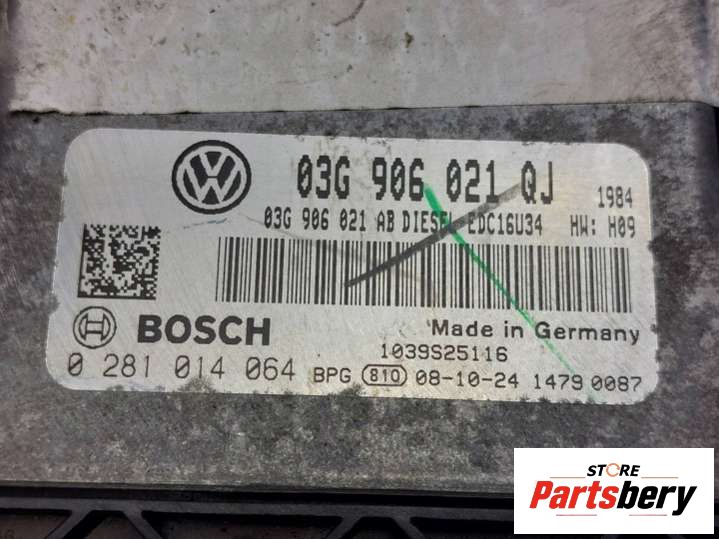 03G 906 021 QJ 1984
03G 906 021 AB DIESEL EDC16U34 HW: H09
BOSCH Made in Germany
1039S25116
0 281 014 064 BPG 810 08-10-24 1479 0087
STORE
Partsbery